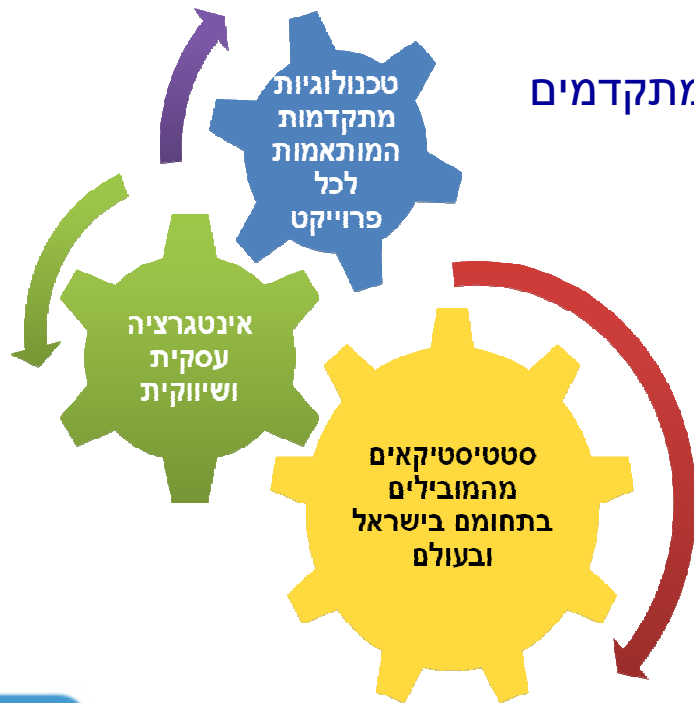 מתקדמים
טכנולוגיות
מתקדמות
המותאמות
לכל
פרוייקט
אינטגרציה
עסקית
ושיווקית
סטטיסטיקאים
מהמובילים
בתחומם בישראל
ובעולם